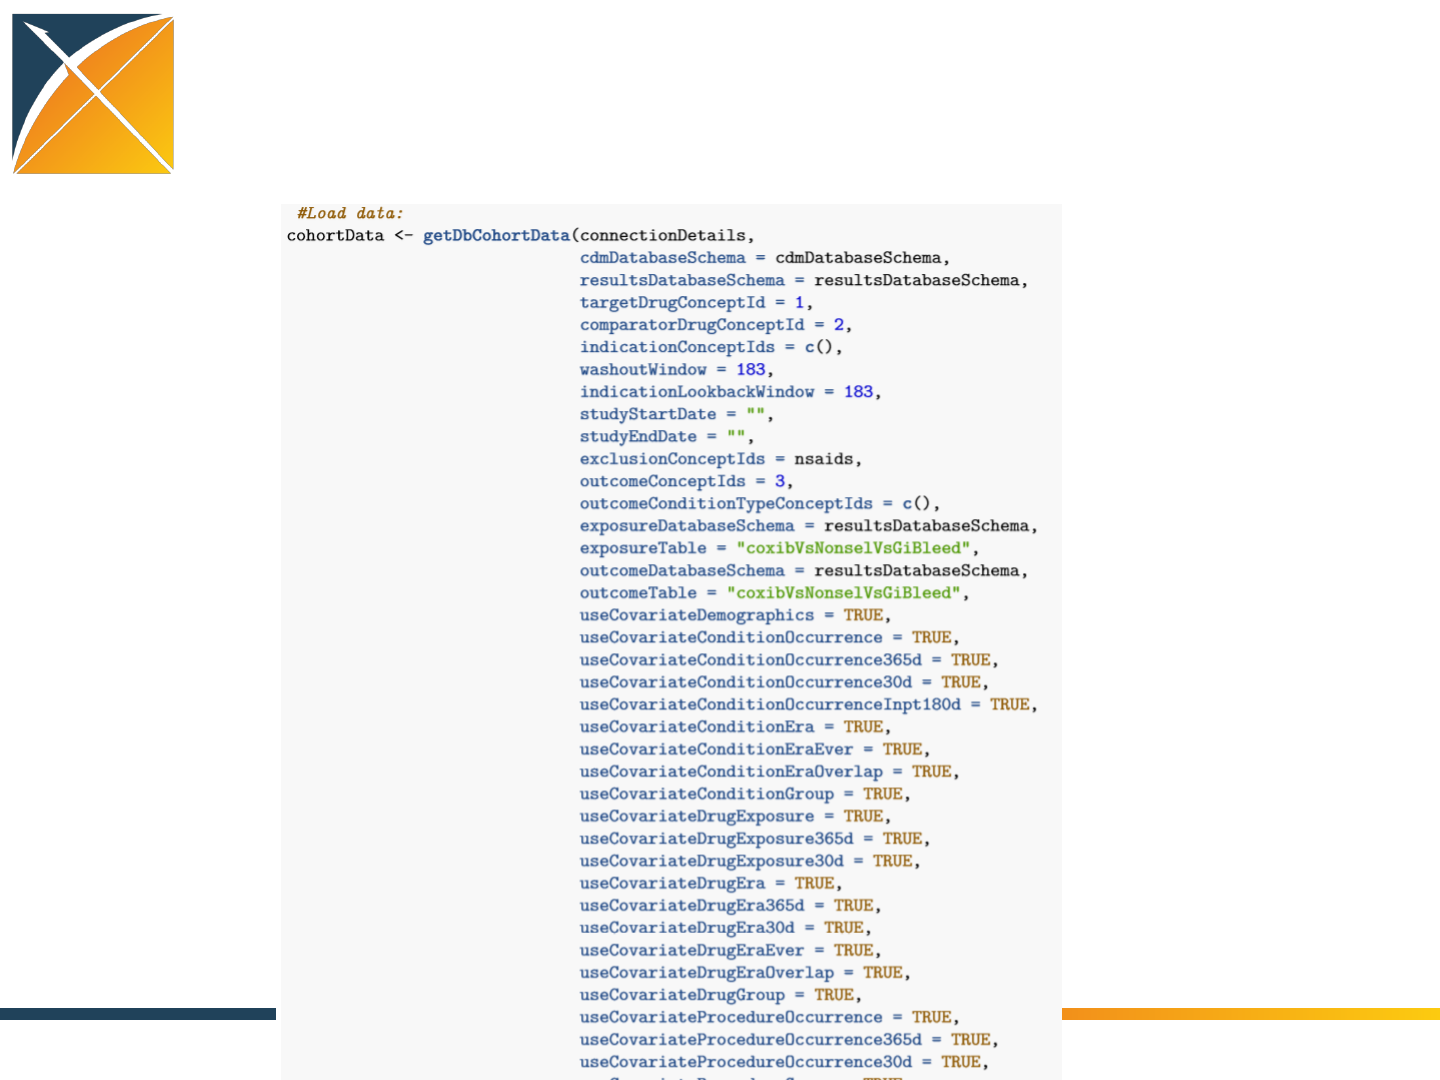 #Load data:
cohortData <- getDbCohortData(connectionDetails,
cdmDatabaseSchema = cdmDatabaseSchema,
resultsDatabaseSchema = resultsDatabaseSchema,
targetDrugConceptId = 1,
comparatorDrugConceptId = 2,
indicationConceptIds = c(),
washoutWindow = 183,
indicationLookbackWindow = 183,
studyStartDate = "",
studyEndDate = "",
exclusionConceptIds = nsaids,
outcomeConceptIds = 3,
outcomeConditionTypeConceptIds = c(),
exposureDatabaseSchema = resultsDatabaseSchema,
exposureTable = "coxibVsNonselVsGiBleed",
outcomeDatabaseSchema = resultsDatabaseSchema,
outcomeTable = "coxibVsNonselVsGiBleed",
useCovariateDemographics = TRUE,
useCovariateConditionOccurrence = TRUE,
useCovariateConditionOccurrence365d = TRUE,
useCovariateConditionOccurrence30d = TRUE,
useCovariateConditionOccurrenceInpt180d = TRUE,
useCovariateConditionEra = TRUE,
useCovariateConditionEraEver = TRUE,
useCovariateConditionEraOverlap = TRUE,
useCovariateConditionGroup = TRUE,
useCovariateDrugExposure = TRUE,
useCovariateDrugExposure365d = TRUE,
useCovariateDrugExposure30d = TRUE,
useCovariateDrugEra = TRUE,
useCovariateDrugEra365d = TRUE,
useCovariateDrugEra30d = TRUE,
useCovariateDrugEraEver = TRUE,
useCovariateDrugEraOverlap = TRUE,
useCovariateDrugGroup = TRUE,
useCovariateProcedureOccurrence = TRUE,
useCovariateProcedureOccurrence365d = TRUE,
useCovariateProcedureOccurrence30d = TRUE,